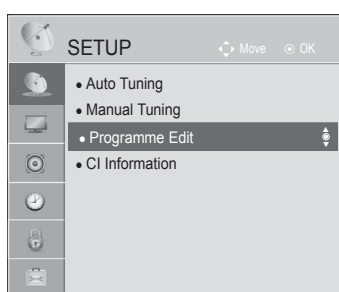 SETUP
Move OK
• Auto Tuning
• Manual Tuning
• Programme Edit
• CI Information